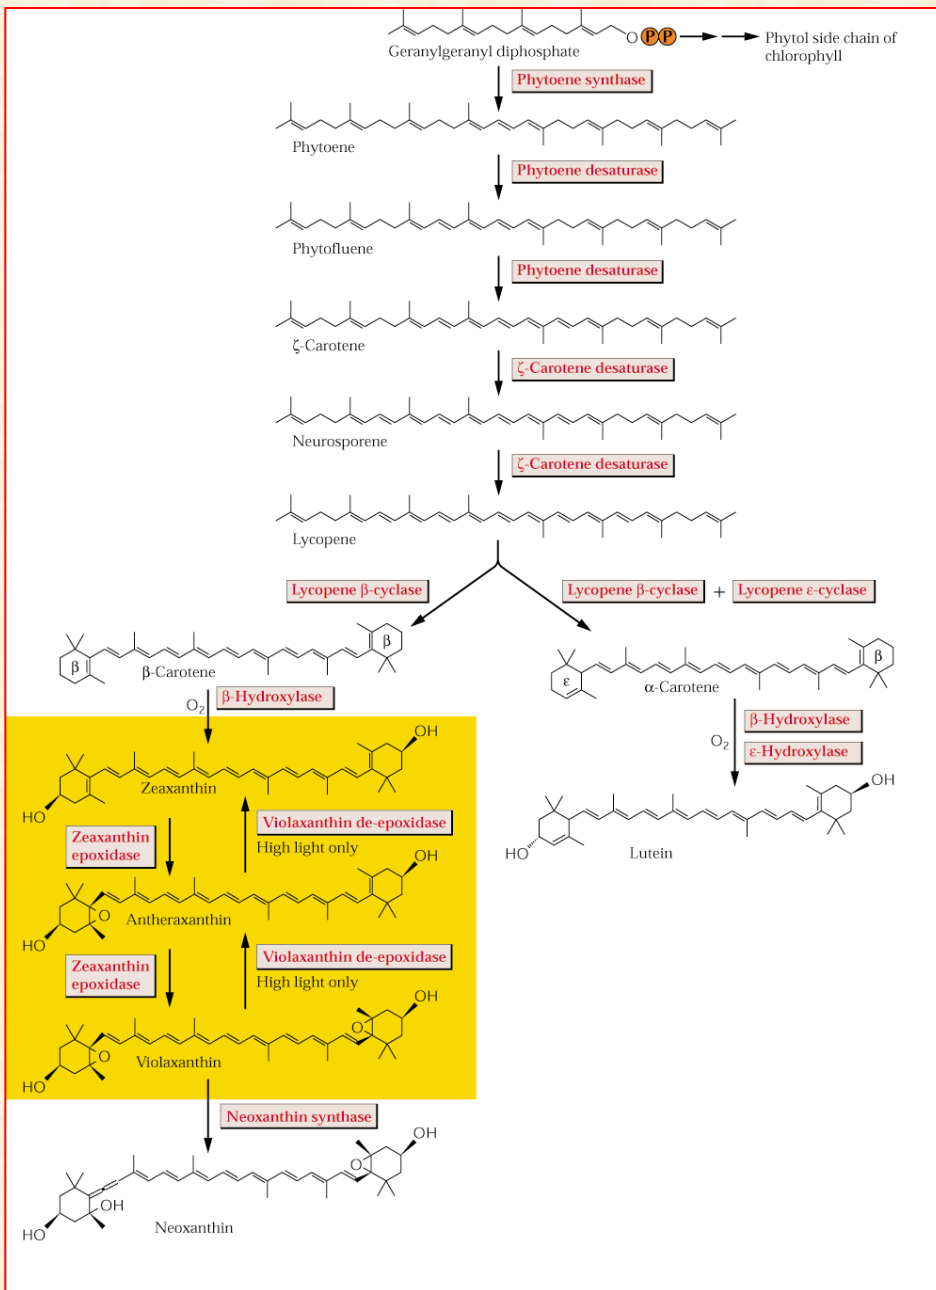 O P P
Phytol side chain of
chlorophyll
Geranylgeranyl diphosphate
Phytoene synthase
Phytoene
Phytoene desaturase
Phytofluene
Phytoene desaturase
ζ-Carotene
ζ-Carotene desaturase
Neurosporene
ζ-Carotene desaturase
Lycopene
Lycopene β-cyclase
Lycopene β-cyclase + Lycopene ε-cyclase
β
β
β-Carotene
ε
β
α-Carotene
O2
β-Hydroxylase
O2
β-Hydroxylase
ε-Hydroxylase
OH
Zeaxanthin
HO
OH
HO
Lutein
Zeaxanthin
epoxidase
Violaxanthin de-epoxidase
High light only
OH
O
Antheraxanthin
HO
Zeaxanthin
epoxidase
Violaxanthin de-epoxidase
High light only
OH
O
O
Violaxanthin
HO
Neoxanthin synthase
OH
O
OH
HO
Neoxanthin